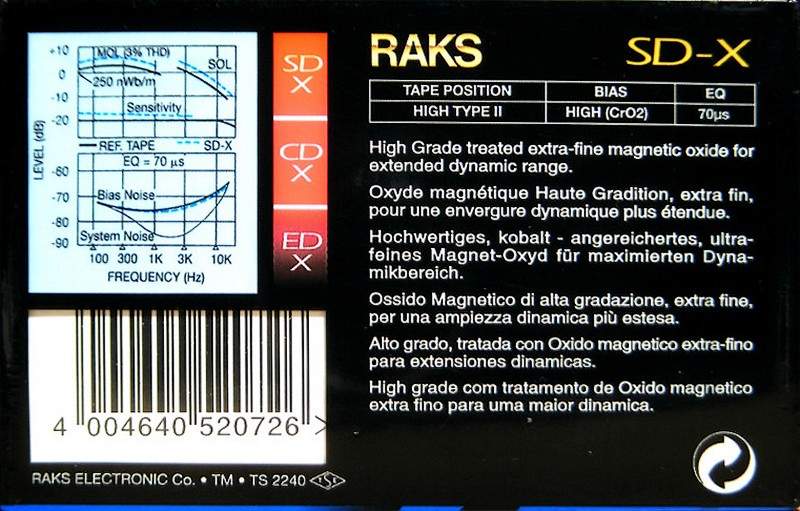 +10
0
-10
-20
-60
-70
-80
-90
LEVEL (dB)
MOL (3% THD)
SOL
250 nWb/m
Sensitivity
REF. TAPE
SD-X
EQ = 70 µs
Bias Noise
System Noise
100 300 1K 3K 10K
FREQUENCY (Hz)
SD
X
CD
X
ED
X
RAKS
SD-X
TAPE POSITION BIAS EQ
HIGH TYPE II HIGH (CrO2) 70µs
High Grade treated extra-fine magnetic oxide for
extended dynamic range.
Oxyde magnétique Haute Gradition, extra fin,
pour une envergure dynamique plus étendue.
Hochwertiges, kobalt - angereichertes, ultra-
feines Magnet-Oxyd für maximierten Dyna-
mikbereich.
Ossido Magnetico di alta gradazione, extra fine,
per una ampiezza dinamica più estesa.
Alto grado, tratada con Oxido magnetico extra-fino
para extensiones dinamicas.
High grade com tratamento de Oxido magnetico
extra fino para uma maior dinamica.
4 004640 520726 >
RAKS ELECTRONIC Co. • TM • TS 2240 TSE